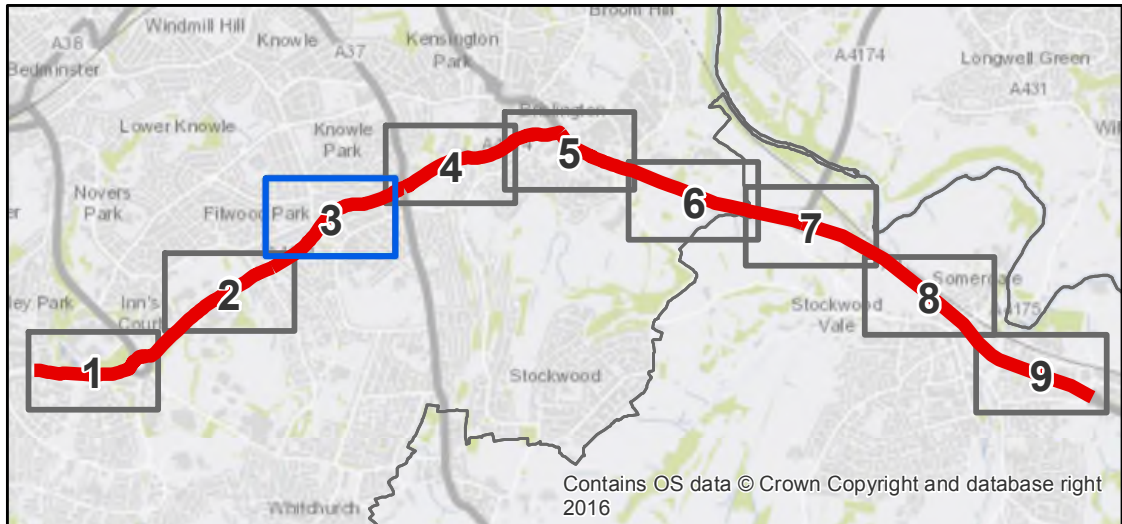 Broom Hill
Windmill Hill
A38
Knowle
A37
Kensington
Park
A4174
Longwell Green
Bedminster
A431
Brislington
Lower Knowle
Knowle
Park
4
5
Novers
Park
Filwood Park
3
6
7
Inn's
Court
2
8
Somerdale
Stockwood
Vale
A4175
1
Stockwood
9
Contains OS data © Crown Copyright and database right
2016
Whitchurch